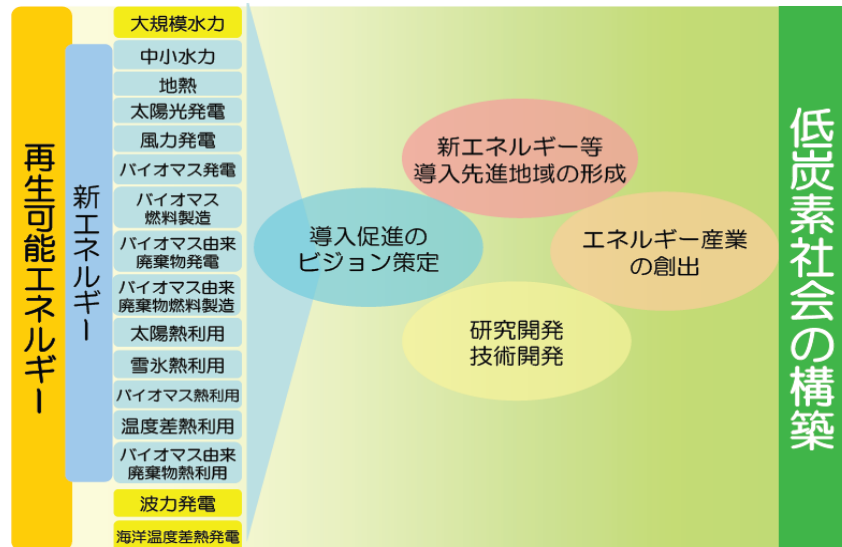 再生可能エネルギー
新エネルギー
大規模水力
中小水力
地熱
太陽光発電
風力発電
バイオマス発電
バイオマス
燃料製造
バイオマス由来
廃棄物発電
バイオマス由来
廃棄物燃料製造
太陽熱利用
雪氷熱利用
バイオマス熱利用
温度差熱利用
バイオマス由来
廃棄物熱利用
波力発電
海洋温度差熱発電
導入促進の
ビジョン策定
新エネルギー等
導入先進地域の形成
エネルギー産業
の創出
研究開発
技術開発
低炭素社会の構築